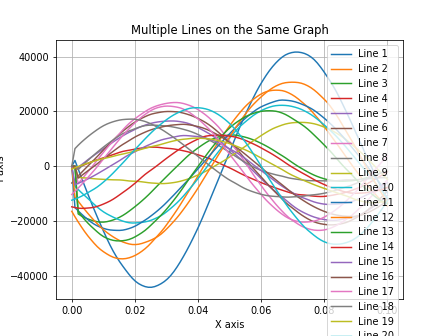 Multiple Lines on the Same Graph
40000
20000
0
−20000
−40000
axis
0.00
0.02
0.04
0.06
0.08
X axis
Line 1
Line 2
Line 3
Line 4
Line 5
Line 6
Line 7
Line 8
Line 9
Line 10
Line 11
Line 12
Line 13
Line 14
Line 15
Line 16
Line 17
Line 18
Line 19
Line 20